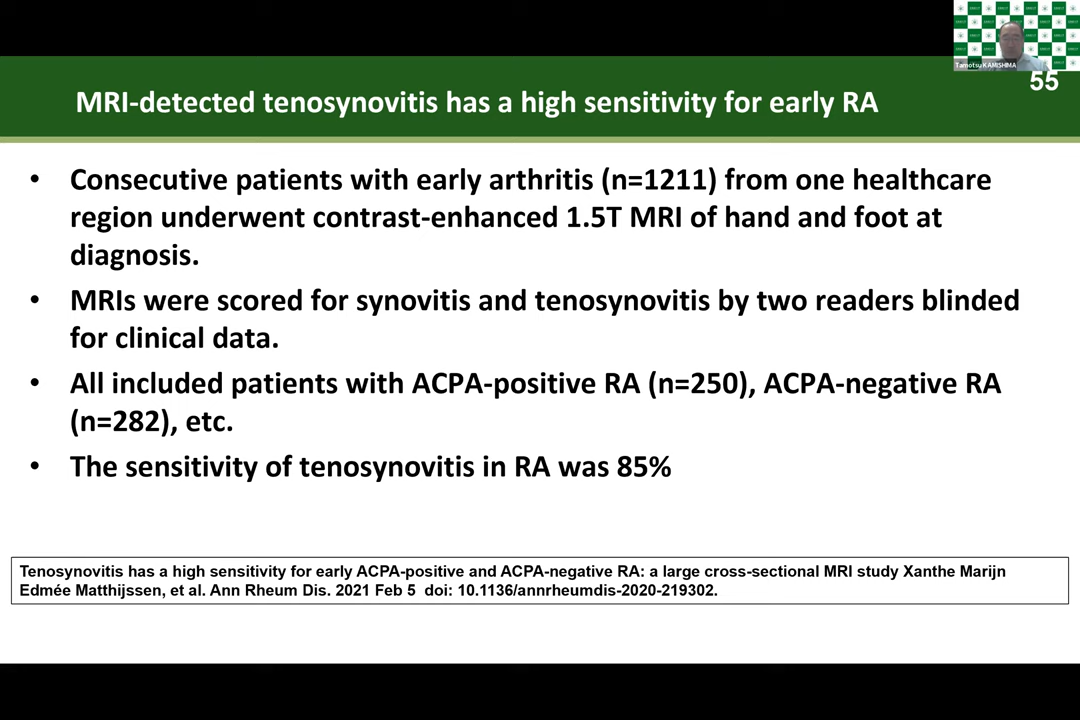 Tamotsu KAMISHIMA
55
MRI-detected tenosynovitis has a high sensitivity for early RA
• Consecutive patients with early arthritis (n=1211) from one healthcare
region underwent contrast-enhanced 1.5T MRI of hand and foot at
diagnosis.
• MRIs were scored for synovitis and tenosynovitis by two readers blinded
for clinical data.
• All included patients with ACPA-positive RA (n=250), ACPA-negative RA
(n=282), etc.
• The sensitivity of tenosynovitis in RA was 85%
Tenosynovitis has a high sensitivity for early ACPA-positive and ACPA-negative RA: a large cross-sectional MRI study Xanthe Marijn
Edmée Matthijssen, et al. Ann Rheum Dis. 2021 Feb 5 doi: 10.1136/annrheumdis-2020-219302.